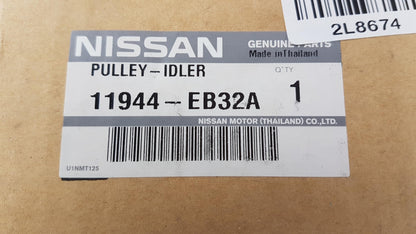 2L8674
NISSAN GENUINE PARTS
Made in Thailand
PULLEY-IDLER Q'TY
11944-EB32A 1
NISSAN MOTOR (THAILAND) CO.,LTD.
U1NMT125